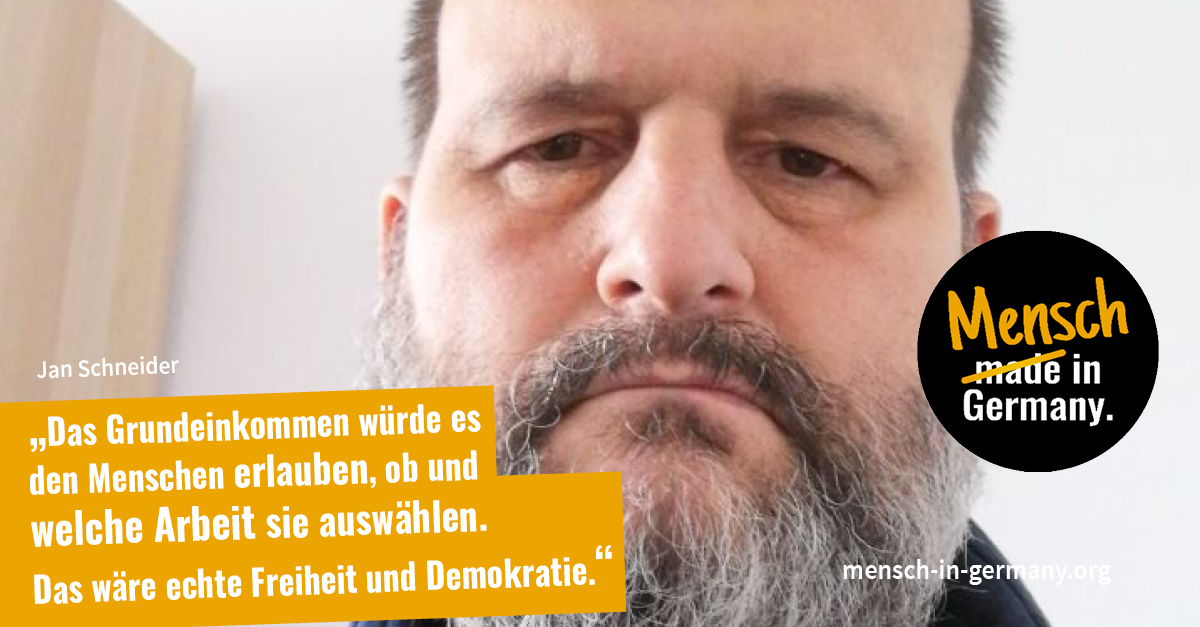 Jan Schneider
„Das Grundeinkommen würde es
den Menschen erlauben, ob und
welche Arbeit sie auswählen.
Das wäre echte Freiheit und Demokratie.“
Mensch
made in
Germany.
mensch-in-germany.org